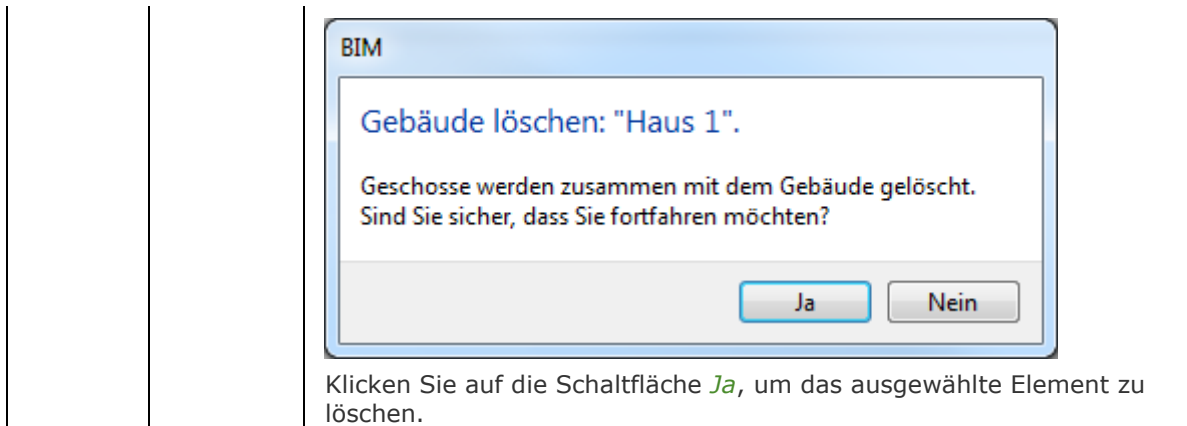 BIM
Gebäude löschen: "Haus 1".
Geschosse werden zusammen mit dem Gebäude gelöscht.
Sind Sie sicher, dass Sie fortfahren möchten?
Ja
Nein
Klicken Sie auf die Schaltfläche Ja, um das ausgewählte Element zu
löschen.